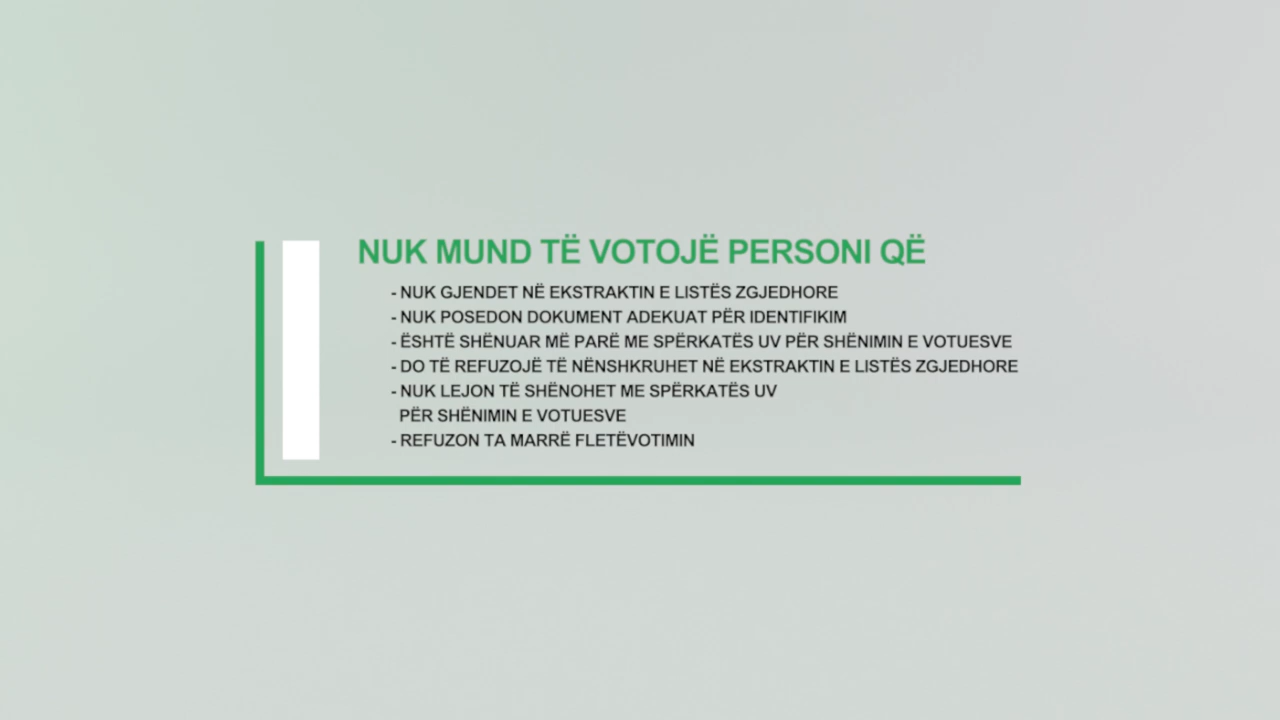 NUK MUND TË VOTOJË PERSONI QË
- NUK GJENDET NË EKSTRAKTIN E LISTËS ZGJEDHORE
- NUK POSEDON DOKUMENT ADEKUAT PËR IDENTIFIKIM
- ËSHTË SHËNUAR MË PARË ME SPËRKATËS UV PËR SHËNIMIN E VOTUESVE
- DO TË REFUZOJË TË NËNSHKRUHET NË EKSTRAKTIN E LISTËS ZGJEDHORE
- NUK LEJON TË SHËNOHET ME SPËRKATËS UV
PËR SHËNIMIN E VOTUESVE
- REFUZON TA MARRË FLETËVOTIMIN